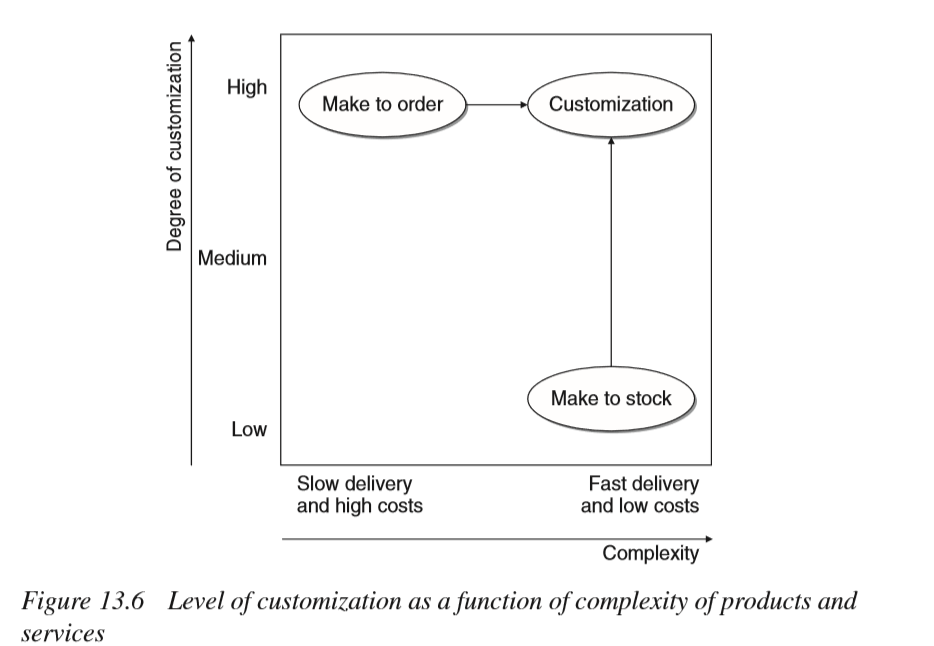 Degree of customization
High
Make to order
Customization
Medium
Make to stock
Low
Slow delivery
and high costs
Fast delivery
and low costs
Complexity
Figure 13.6 Level of customization as a function of complexity of products and
services